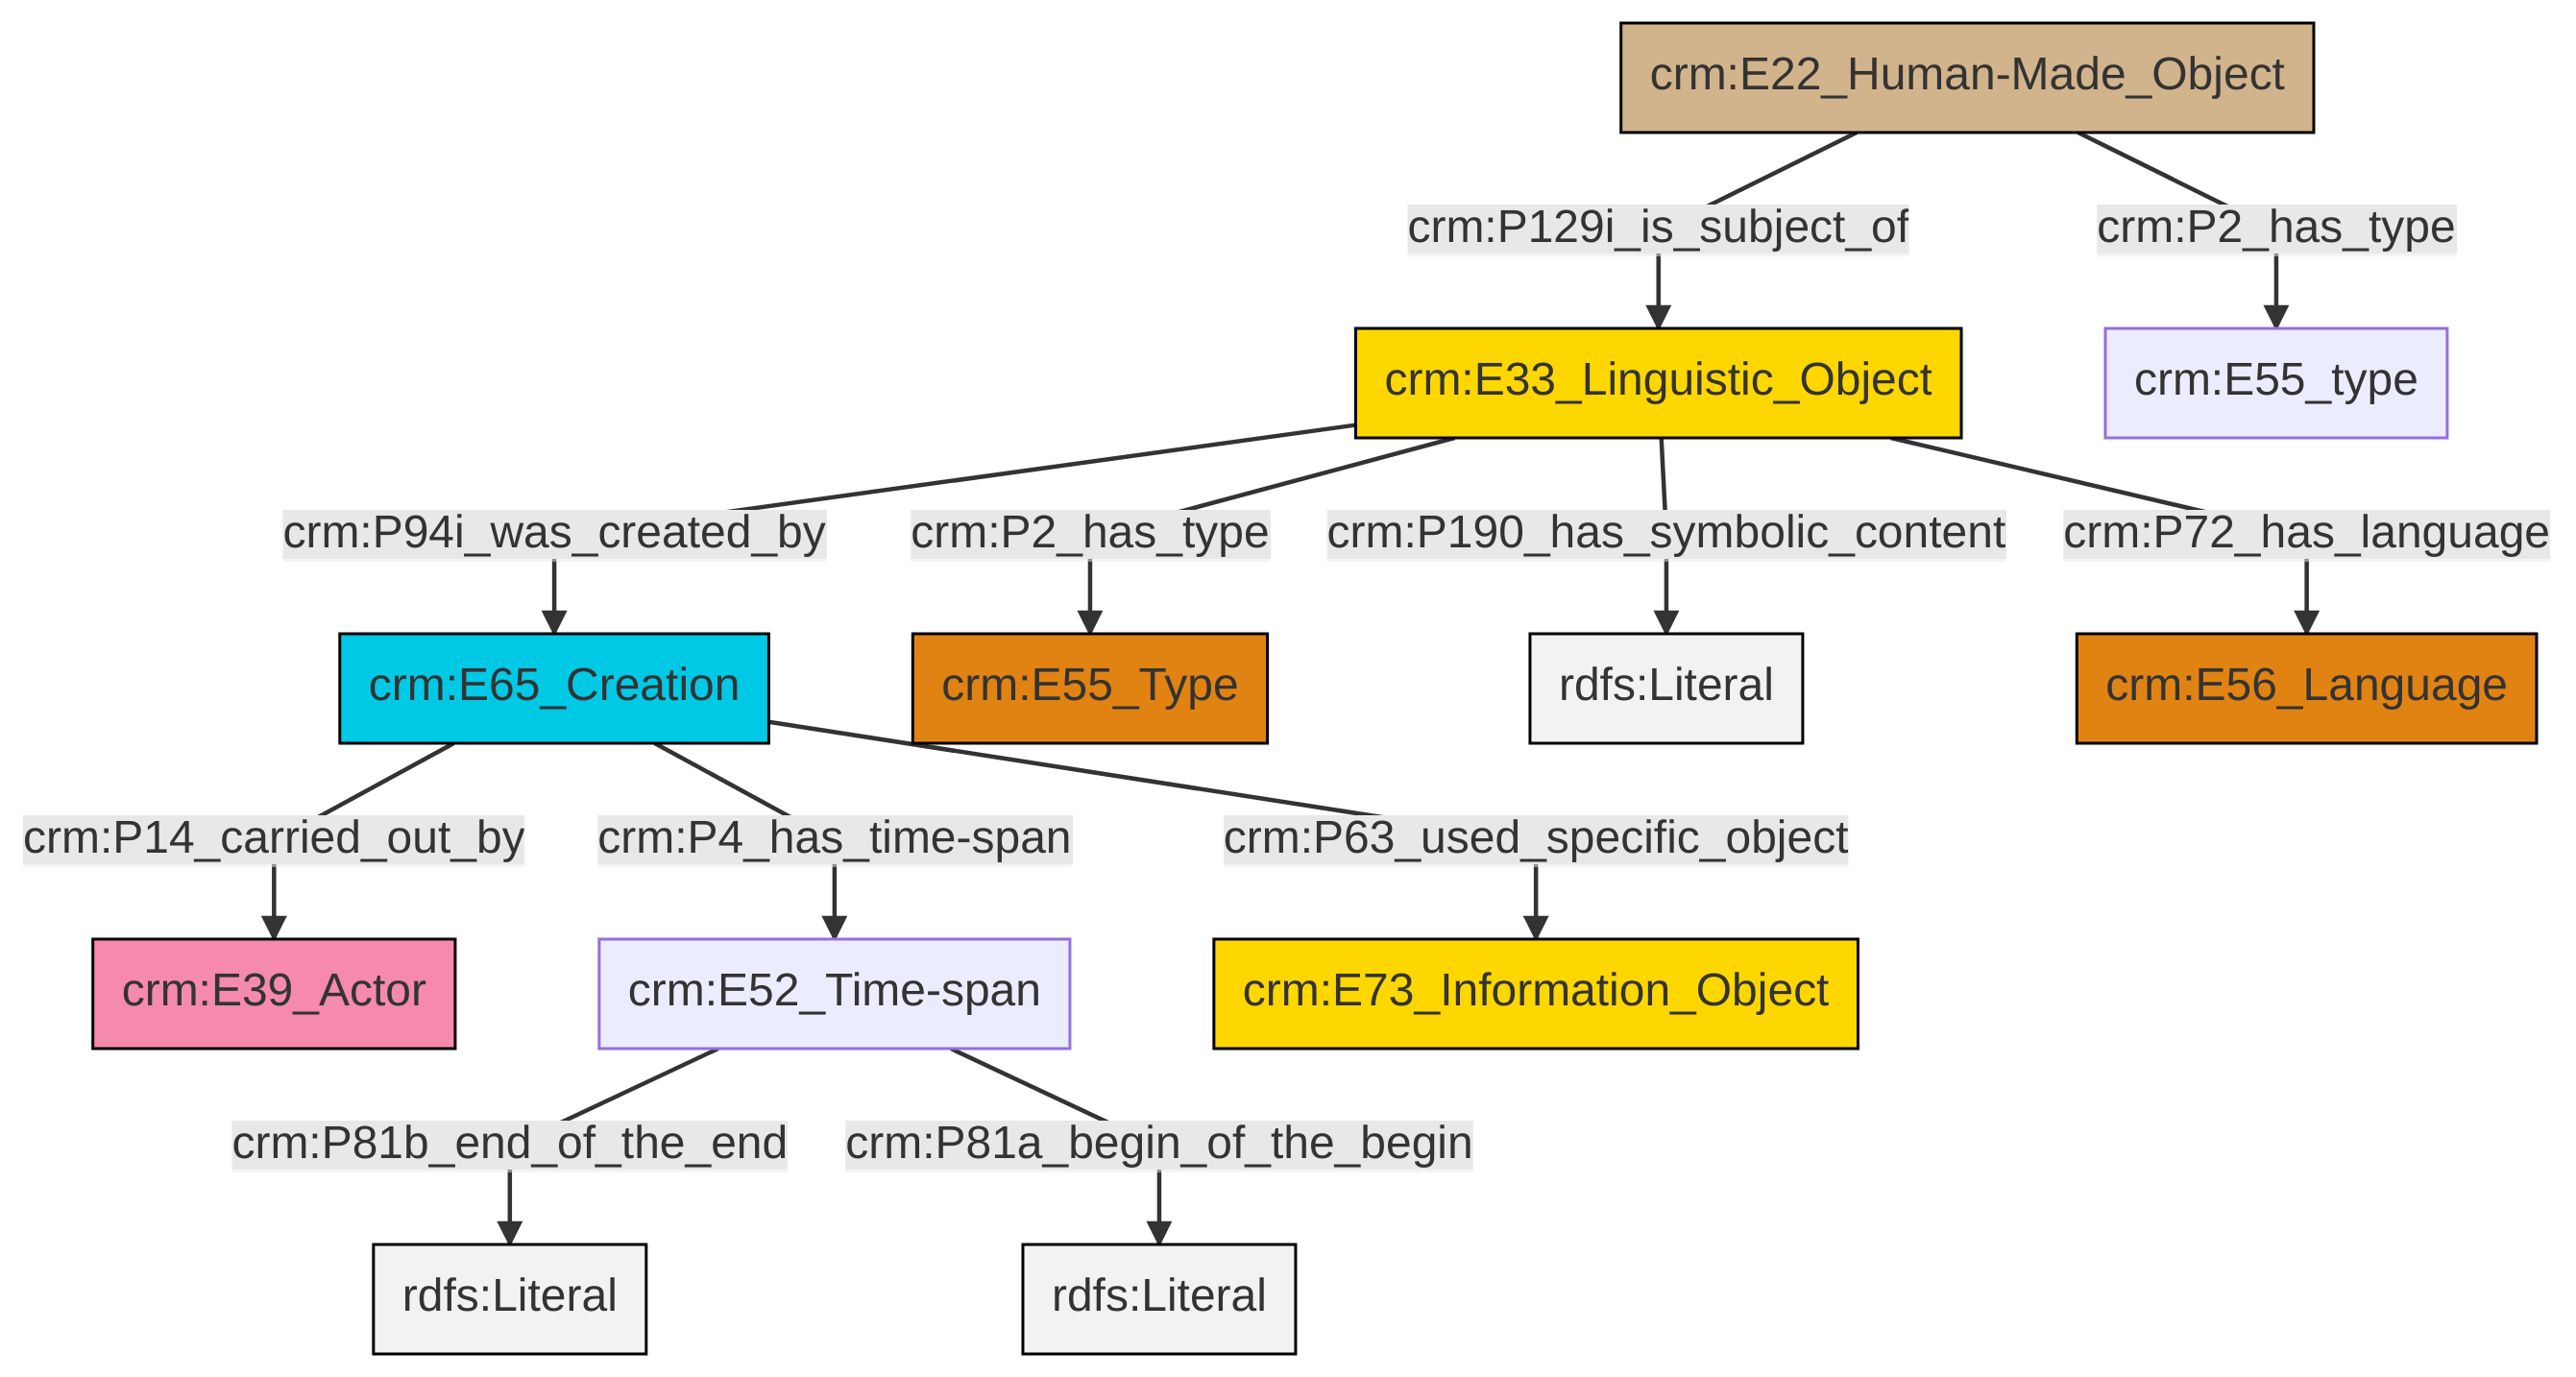 crm:E22_Human-Made_Object
crm:P129i_is_subject_of
crm:P2_has_type
crm:E33_Linguistic_Object
crm:E55_type
crm:P94i_was_created_by
crm:P2_has_type
crm:P190_has_symbolic_content
crm:P72_has_language
crm:E65_Creation
crm:E55_Type
rdfs:Literal
crm:E56_Language
crm:P14_carried_out_by
crm:P4_has_time-span
crm:P63_used_specific_object
crm:E39_Actor
crm:E52_Time-span
crm:E73_Information_Object
crm:P81b_end_of_the_end
crm:P81a_begin_of_the_begin
rdfs:Literal
rdfs:Literal